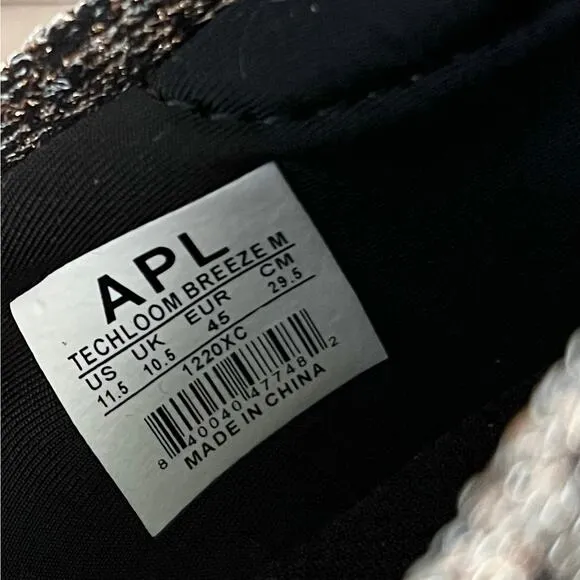 APL
TECHLOOM BREEZE M
US UK EUR CM
11.5 10.5 45 29.5
1220XC
8 40040 47748 2
MADE IN CHINA